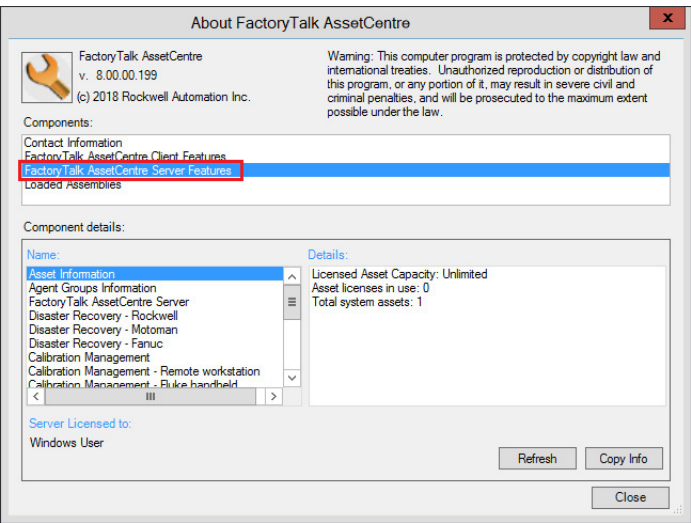 About FactoryTalk AssetCentre
x
FactoryTalk AssetCentre
v. 8.00.00.199
(c) 2018 Rockwell Automation Inc.
Warning: This computer program is protected by copyright law and
international treaties. Unauthorized reproduction or distribution of
this program, or any portion of it, may result in severe civil and
criminal penalties, and will be prosecuted to the maximum extent
possible under the law.
Components:
Contact Information
FactoryTalk AssetCentre Client Features
FactoryTalk AssetCentre Server Features
Loaded Assemblies
Component details:
Name:
Asset Information
Agent Groups Information
FactoryTalk AssetCentre Server
Disaster Recovery - Rockwell
Disaster Recovery - Motoman
Disaster Recovery - Fanuc
Calibration Management
Calibration Management - Remote workstation
Calibration Management - Fluke handheld
Details:
Licensed Asset Capacity: Unlimited
Asset licenses in use: 0
Total system assets: 1
Server Licensed to:
Windows User
Refresh
Copy Info
Close